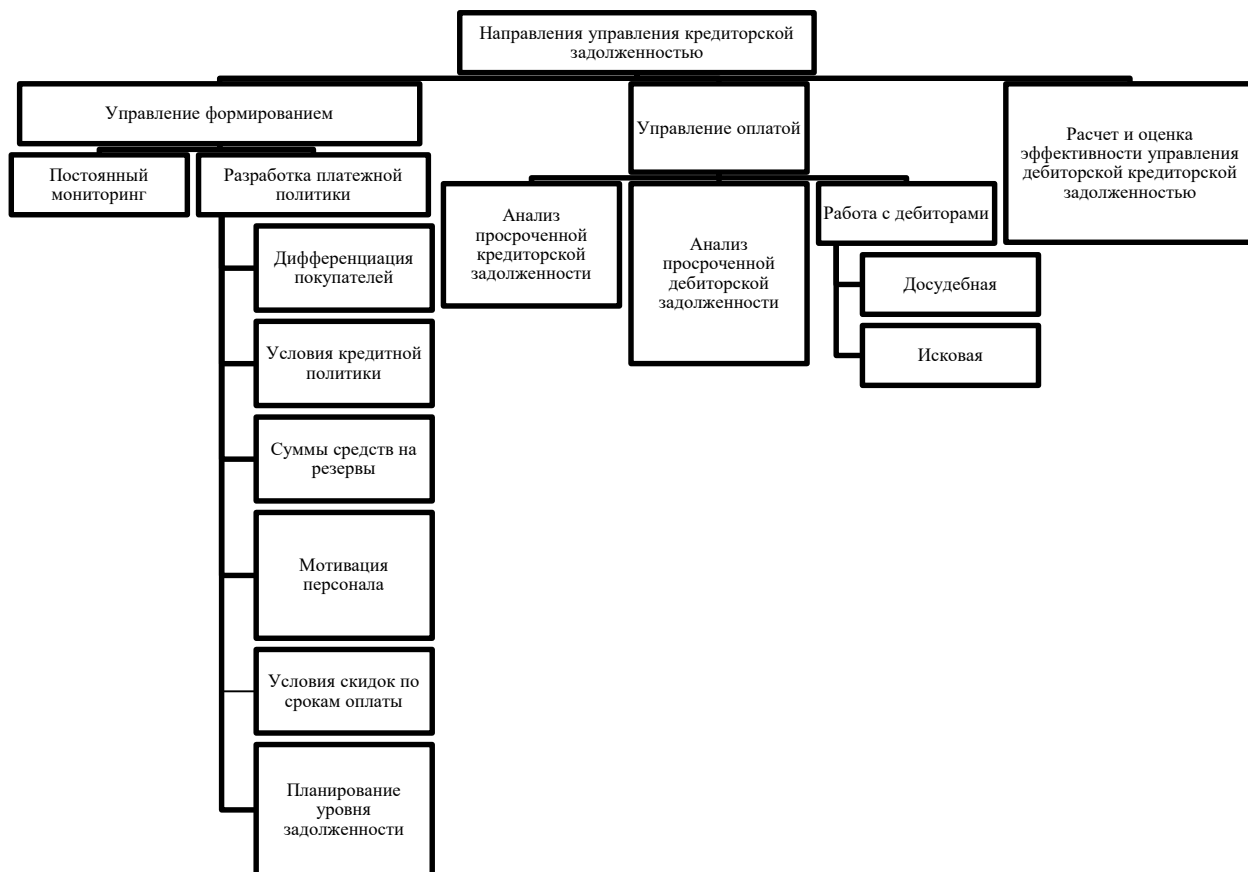 Направления управления кредиторской
задолженностью
Управление формированием
Постоянный
мониторинг
Разработка платежной
политики
Дифференциация
покупателей
Условия кредитной
политики
Суммы средств на
резервы
Мотивация
персонала
Условия скидок по
срокам оплаты
Планирование
уровня
задолженности
Управление оплатой
Анализ
просроченной
кредиторской
задолженности
Анализ
просроченной
дебиторской
задолженности
Работа с дебиторами
Досудебная
Исковая
Расчет и оценка
эффективности управления
дебиторской кредиторской
задолженностью